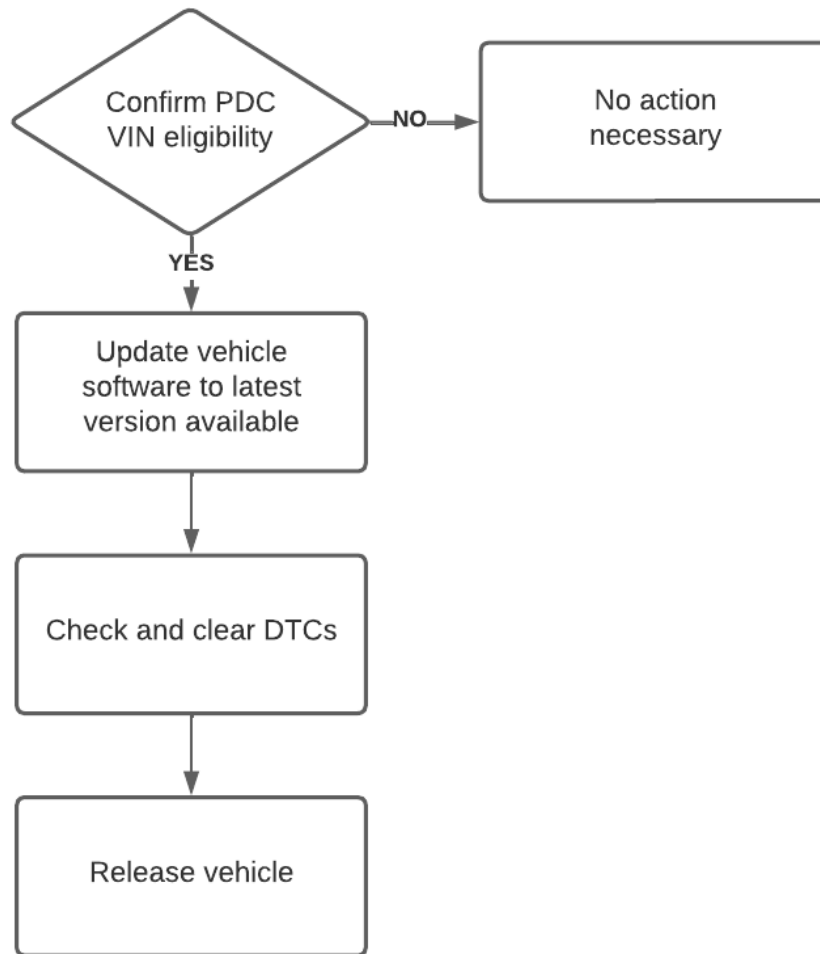 Confirm PDC
VIN eligibility
NO
No action
necessary
YES
Update vehicle
software to latest
version available
Check and clear DTCs
Release vehicle